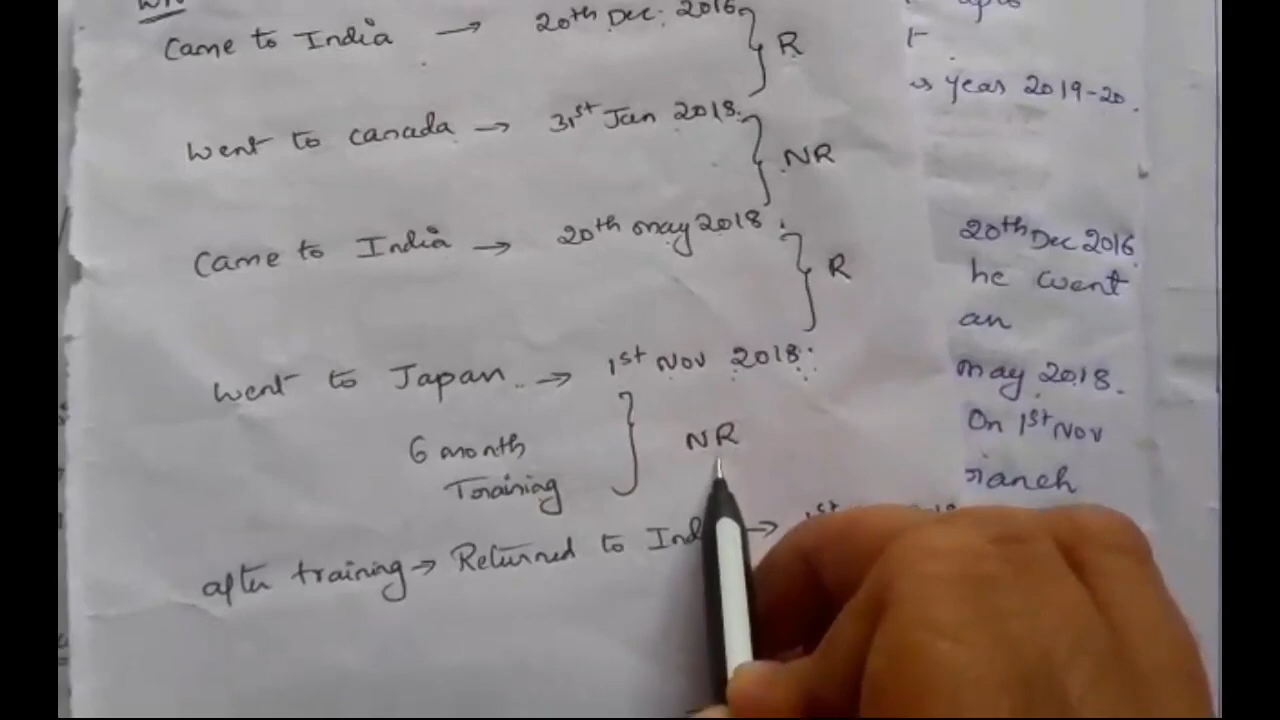 Came to India → 20th Dec. 2016 } R
Went to canada → 31st Jan 2018. } NR
Came to India → 20th may 2018. } R
Went to Japan → 1st Nov 2018.
6 month } NR
Training
after training → Returned to Ind →
year 2019-20.
20th Dec 2016
he went
an
may 2018.
On 1st Nov